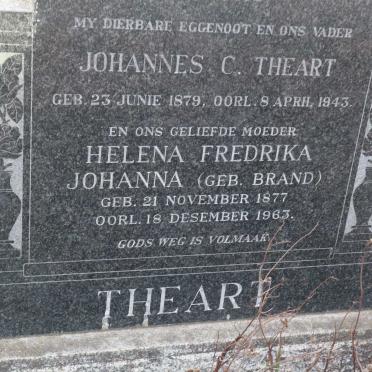 MY DIERBARE EGGENOOT EN ONS VADER
JOHANNES C. THEART
GEB. 23 JUNIE 1879, OORL. 8 APRIL, 1943.
EN ONS GELIEFDE MOEDER
HELENA FREDRIKA
JOHANNA (GEB. BRAND)
GEB. 21 NOVEMBER 1877
OORL. 18 DESEMBER 1963.
GODS WEG IS VOLMAAK
THEART